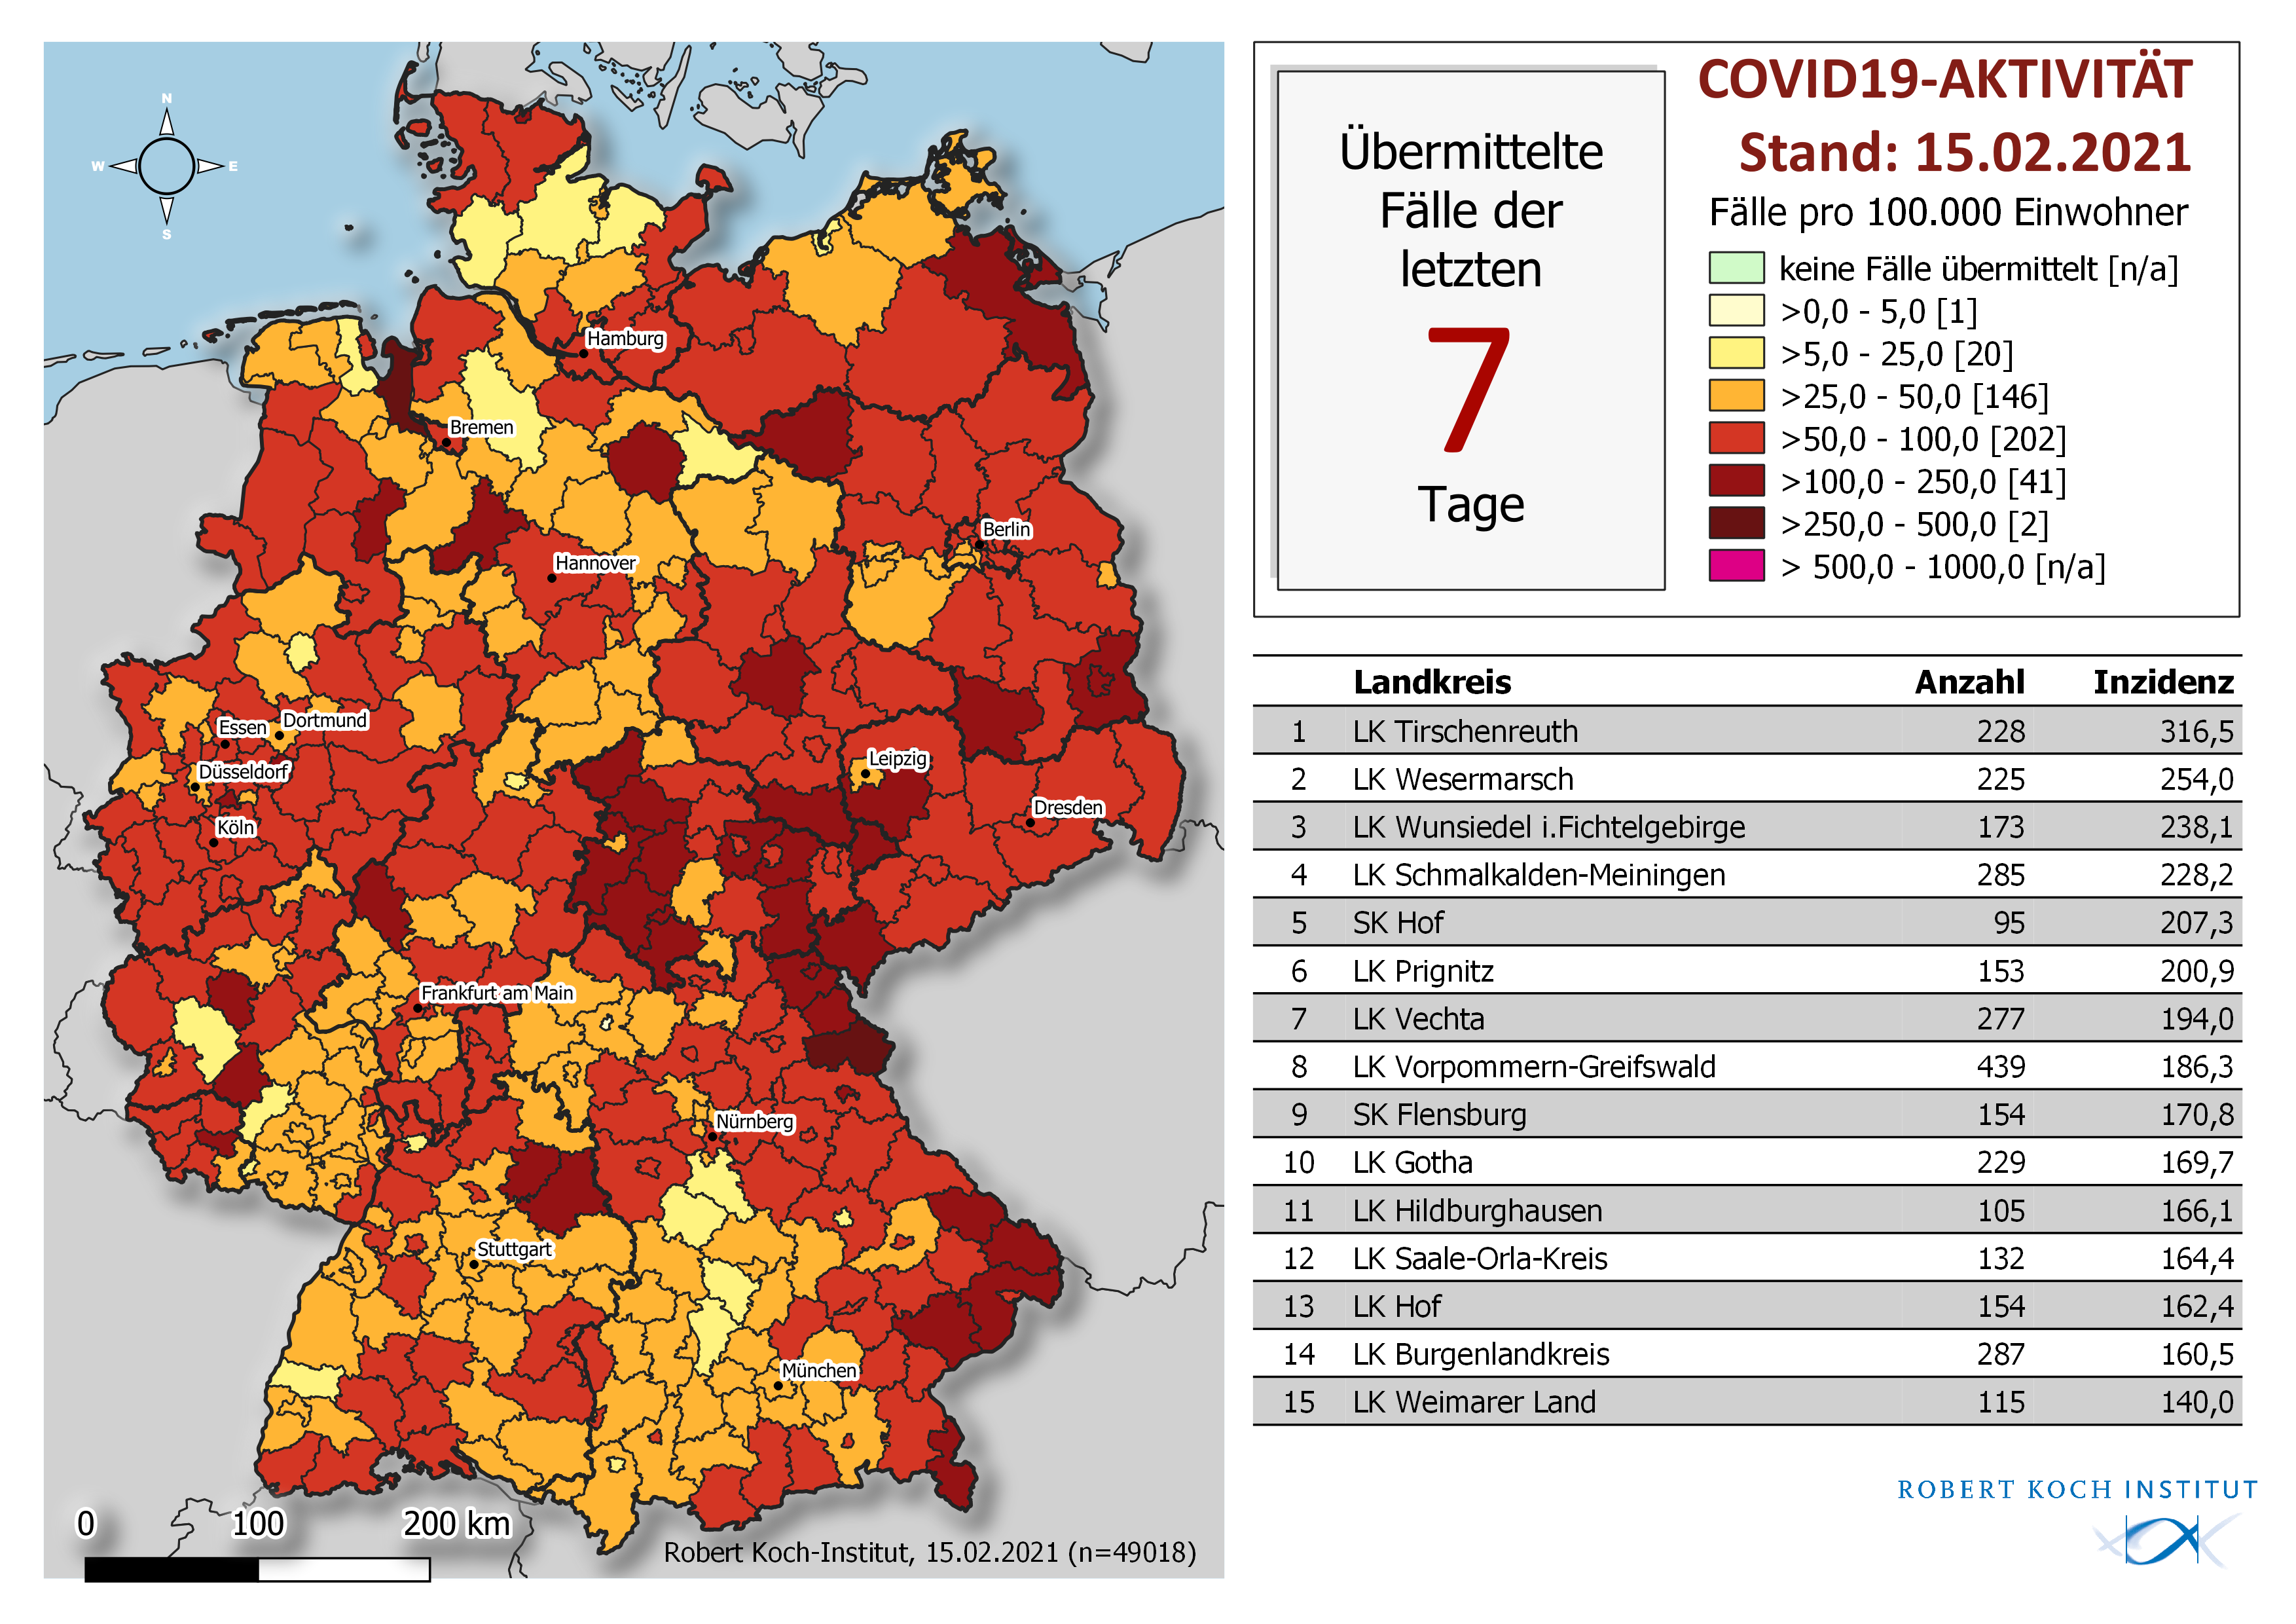 N
W
E
S
Hamburg
Bremen
Berlin
Hannover
Essen
Dortmund
Düsseldorf
Leipzig
Dresden
Köln
Frankfurt am Main
Nürnberg
Stuttgart
München
0 100 200 km
Robert Koch-Institut, 15.02.2021 (n=49018)
Übermittelte
Fälle der
letzten
7
Tage
COVID19-AKTIVITÄT
Stand: 15.02.2021
Fälle pro 100.000 Einwohner
keine Fälle übermittelt [n/a]
>0,0 - 5,0 [1]
>5,0 - 25,0 [20]
>25,0 - 50,0 [146]
>50,0 - 100,0 [202]
>100,0 - 250,0 [41]
>250,0 - 500,0 [2]
> 500,0 - 1000,0 [n/a]
Landkreis Anzahl Inzidenz
1 LK Tirschenreuth 228 316,5
2 LK Wesermarsch 225 254,0
3 LK Wunsiedel i.Fichtelgebirge 173 238,1
4 LK Schmalkalden-Meiningen 285 228,2
5 SK Hof 95 207,3
6 LK Prignitz 153 200,9
7 LK Vechta 277 194,0
8 LK Vorpommern-Greifswald 439 186,3
9 SK Flensburg 154 170,8
10 LK Gotha 229 169,7
11 LK Hildburghausen 105 166,1
12 LK Saale-Orla-Kreis 132 164,4
13 LK Hof 154 162,4
14 LK Burgenlandkreis 287 160,5
15 LK Weimarer Land 115 140,0
ROBERT KOCH INSTITUT